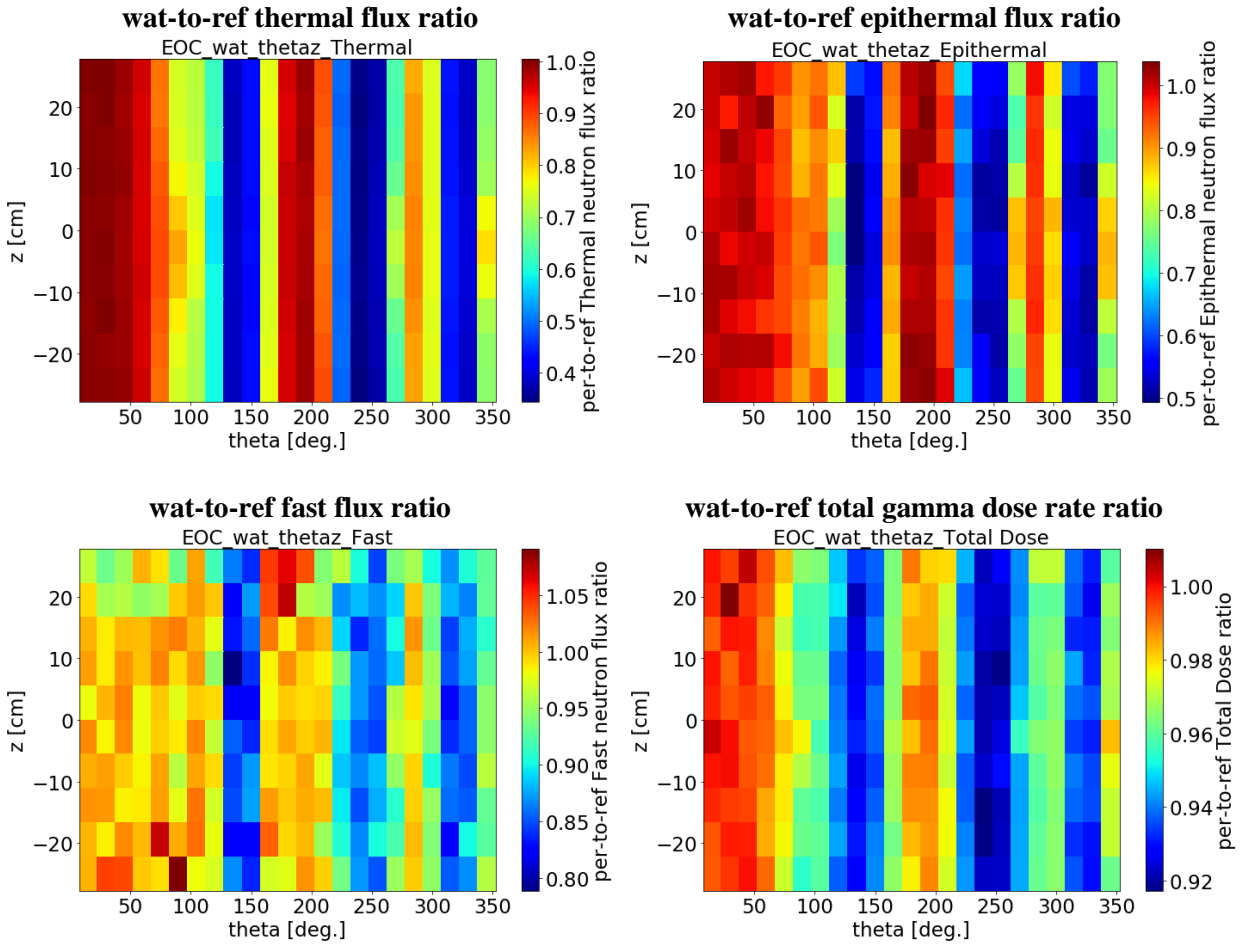 wat-to-ref thermal flux ratio
EOC_wat_thetaz_Thermal
20
10
0
−10
−20
z [cm]
50 100 150 200 250 300 350
theta [deg.]
1.0
0.9
0.8
0.7
0.6
0.5
0.4
per-to-ref Thermal neutron flux ratio
wat-to-ref epithermal flux ratio
EOC_wat_thetaz_Epithermal
20
10
0
−10
−20
z [cm]
50 100 150 200 250 300 350
theta [deg.]
1.0
0.9
0.8
0.7
0.6
0.5
per-to-ref Epithermal neutron flux ratio
wat-to-ref fast flux ratio
EOC_wat_thetaz_Fast
20
10
0
−10
−20
z [cm]
50 100 150 200 250 300 350
theta [deg.]
1.05
1.00
0.95
0.90
0.85
0.80
per-to-ref Fast neutron flux ratio
wat-to-ref total gamma dose rate ratio
EOC_wat_thetaz_Total Dose
20
10
0
−10
−20
z [cm]
50 100 150 200 250 300 350
theta [deg.]
1.00
0.98
0.96
0.94
0.92
per-to-ref Total Dose ratio